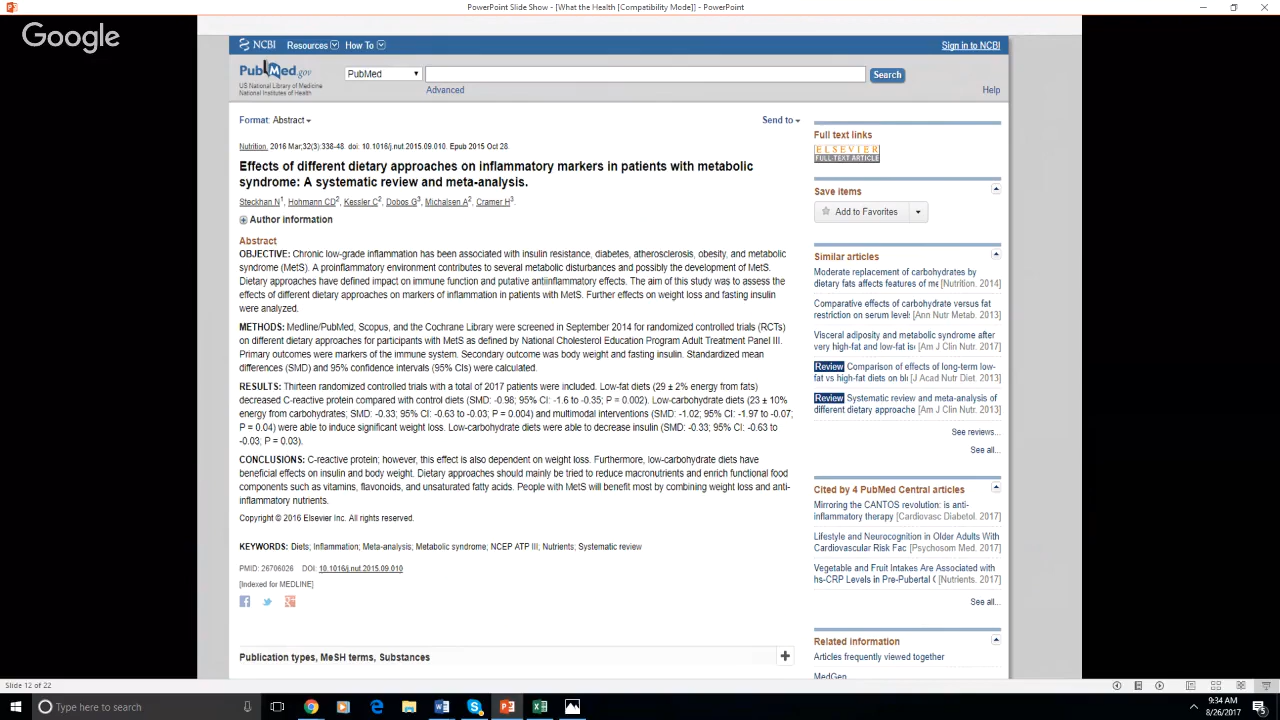 PowerPoint Slide Show - [What the Health [Compatibility Mode]] - PowerPoint
Google
NCBI Resources How To Sign in to NCBI
PubMed.gov
US National Library of Medicine
National Institutes of Health
PubMed
Search
Advanced
Help
Format: Abstract
Send to
Nutrition. 2016 Mar;32(3):338-48. doi: 10.1016/j.nut.2015.09.010. Epub 2015 Oct 28.
Effects of different dietary approaches on inflammatory markers in patients with metabolic
syndrome: A systematic review and meta-analysis.
Steckhan N1, Hohmann CD2, Kessler C2, Dobos G3, Michalsen A2, Cramer H3.
Author information
Abstract
OBJECTIVE: Chronic low-grade inflammation has been associated with insulin resistance, diabetes, atherosclerosis, obesity, and metabolic
syndrome (MetS). A proinflammatory environment contributes to several metabolic disturbances and possibly the development of MetS.
Dietary approaches have defined impact on immune function and putative antiinflammatory effects. The aim of this study was to assess the
effects of different dietary approaches on markers of inflammation in patients with MetS. Further effects on weight loss and fasting insulin
were analyzed.
METHODS: Medline/PubMed, Scopus, and the Cochrane Library were screened in September 2014 for randomized controlled trials (RCTs)
on different dietary approaches for participants with MetS as defined by National Cholesterol Education Program Adult Treatment Panel III.
Primary outcomes were markers of the immune system. Secondary outcome was body weight and fasting insulin. Standardized mean
differences (SMD) and 95% confidence intervals (95% CIs) were calculated.
RESULTS: Thirteen randomized controlled trials with a total of 2017 patients were included. Low-fat diets (29 ± 2% energy from fats)
decreased C-reactive protein compared with control diets (SMD: -0.98; 95% CI: -1.6 to -0.35; P = 0.002). Low-carbohydrate diets (23 ± 10%
energy from carbohydrates; SMD: -0.33; 95% CI: -0.63 to -0.03; P = 0.004) and multimodal interventions (SMD: -1.02; 95% CI: -1.97 to -0.07;
P = 0.04) were able to induce significant weight loss. Low-carbohydrate diets were able to decrease insulin (SMD: -0.33; 95% CI: -0.63 to
-0.03; P = 0.03).
CONCLUSIONS: C-reactive protein; however, this effect is also dependent on weight loss. Furthermore, low-carbohydrate diets have
beneficial effects on insulin and body weight. Dietary approaches should mainly be tried to reduce macronutrients and enrich functional food
components such as vitamins, flavonoids, and unsaturated fatty acids. People with MetS will benefit most by combining weight loss and anti-
inflammatory nutrients.
Copyright © 2016 Elsevier Inc. All rights reserved.
KEYWORDS: Diets; Inflammation; Meta-analysis; Metabolic syndrome; NCEP ATP III; Nutrients; Systematic review
PMID: 26706026 DOI: 10.1016/j.nut.2015.09.010
[Indexed for MEDLINE]
Publication types, MeSH terms, Substances
Full text links
ELSEVIER
FULL-TEXT ARTICLE
Save items
Add to Favorites
Similar articles
Moderate replacement of carbohydrates by
dietary fats affects features of me [Nutrition. 2014]
Comparative effects of carbohydrate versus fat
restriction on serum levels [Ann Nutr Metab. 2013]
Visceral adiposity and metabolic syndrome after
very high-fat and low-fat is [Am J Clin Nutr. 2017]
Review Comparison of effects of long-term low-
fat vs high-fat diets on bl [J Acad Nutr Diet. 2013]
Review Systematic review and meta-analysis of
different dietary approache [Am J Clin Nutr. 2013]
See reviews...
See all...
Cited by 4 PubMed Central articles
Mirroring the CANTOS revolution: is anti-
inflammatory therapy [Cardiovasc Diabetol. 2017]
Lifestyle and Neurocognition in Older Adults With
Cardiovascular Risk Fac [Psychosom Med. 2017]
Vegetable and Fruit Intakes Are Associated with
hs-CRP Levels in Pre-Pubertal [Nutrients. 2017]
See all...
Related information
Articles frequently viewed together
MedGen
Slide 12 of 22
Type here to search
9:34 AM
8/26/2017